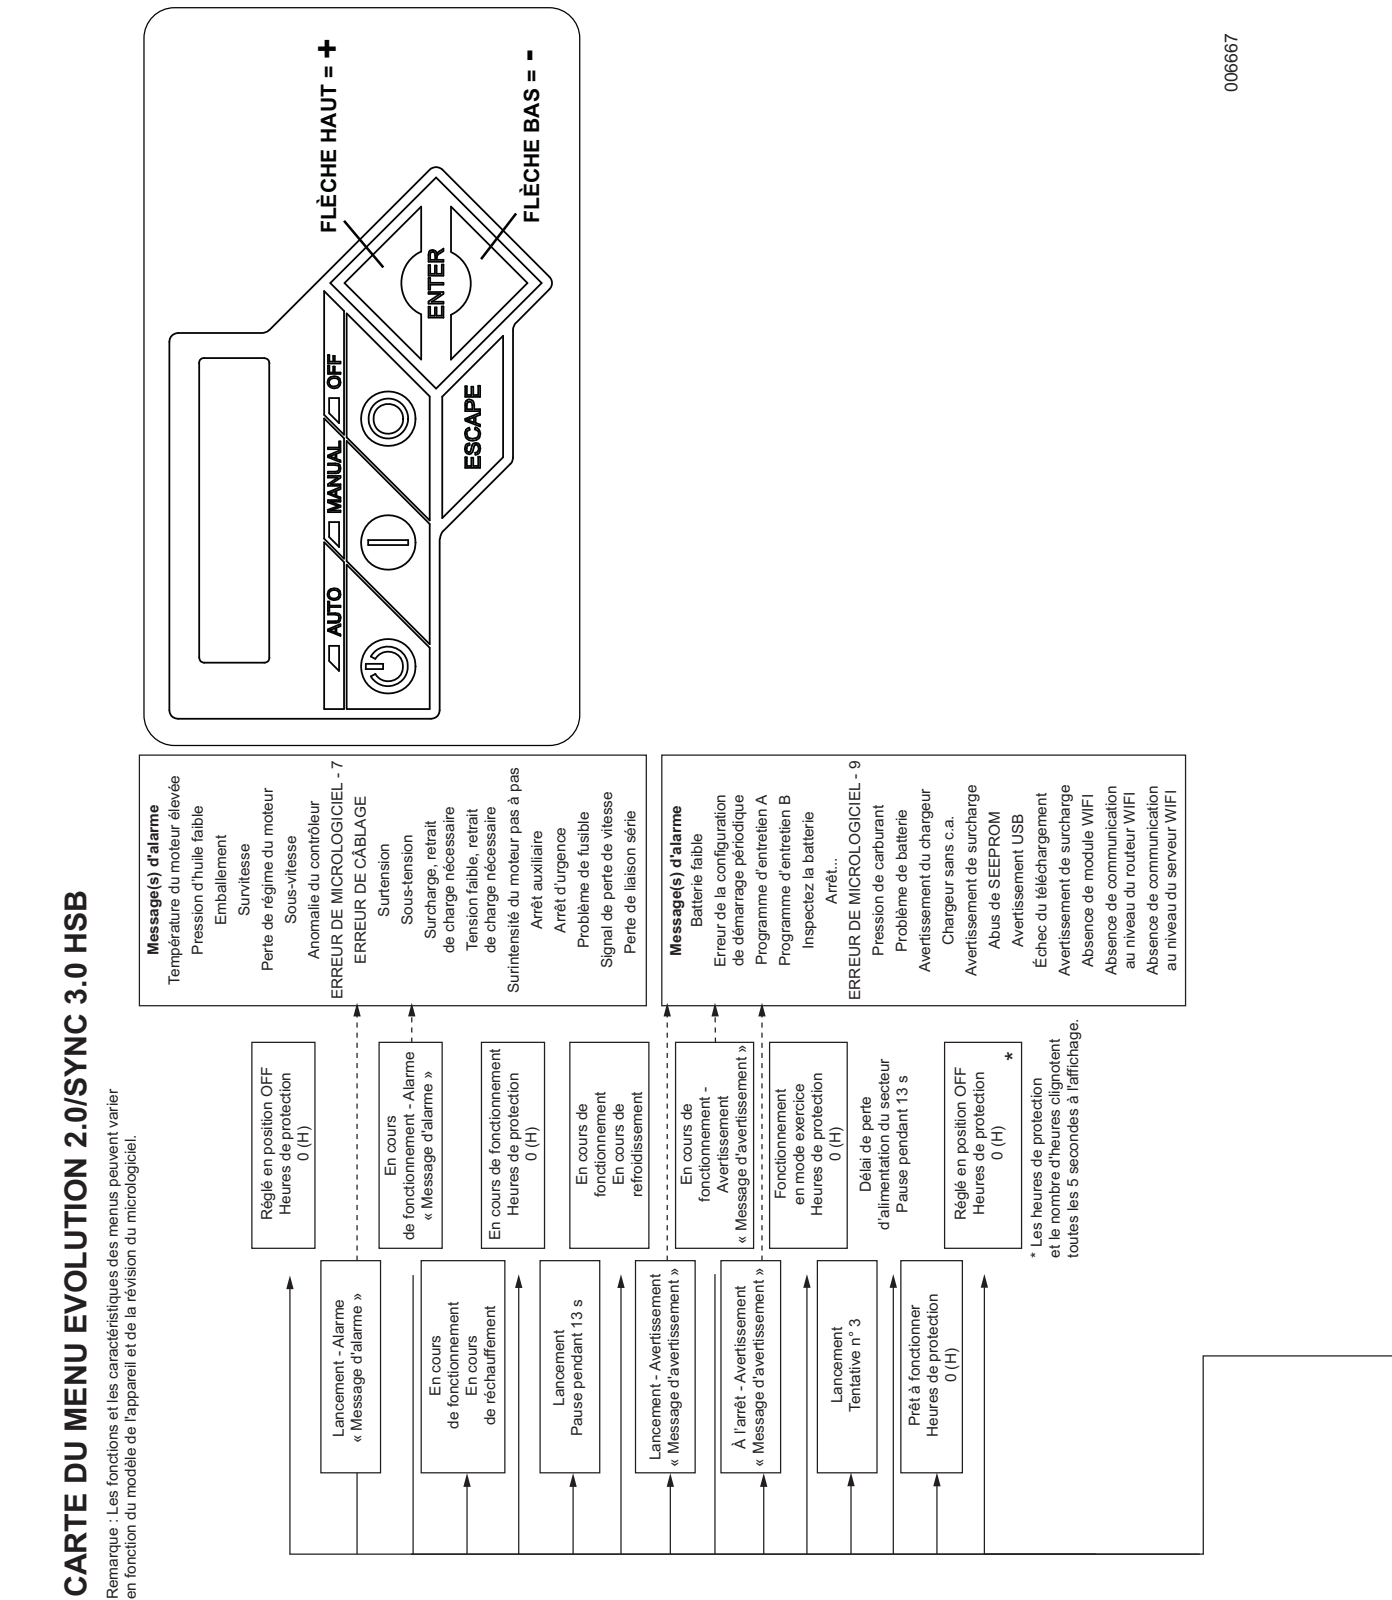 CARTE DU MENU EVOLUTION 2.0/SYNC 3.0 HSB
Remarque : Les fonctions et les caractéristiques des menus peuvent varier
en fonction du modèle de l'appareil et de la révision du micrologiciel.
Réglé en position OFF
Heures de protection
0 (H)
Lancement - Alarme
« Message d'alarme »
En cours
de fonctionnement - Alarme
« Message d'alarme »
En cours
de fonctionnement
En cours
de réchauffement
En cours de fonctionnement
Heures de protection
0 (H)
Lancement
Pause pendant 13 s
En cours de
fonctionnement
En cours de
refroidissement
Lancement - Avertissement
« Message d'avertissement »
En cours de
fonctionnement -
Avertissement
« Message d'avertissement »
À l'arrêt - Avertissement
« Message d'avertissement »
Fonctionnement
en mode exercice
Heures de protection
0 (H)
Lancement
Tentative n° 3
Délai de perte
d'alimentation du secteur
Pause pendant 13 s
Prêt à fonctionner
Heures de protection
0 (H)
Réglé en position OFF
Heures de protection
0 (H)
*
* Les heures de protection
et le nombre d'heures clignotent
toutes les 5 secondes à l'affichage.
Message(s) d'alarme
Température du moteur élevée
Pression d'huile faible
Emballement
Survitesse
Perte de régime du moteur
Sous-vitesse
Anomalie du contrôleur
ERREUR DE MICROLOGICIEL - 7
ERREUR DE CÂBLAGE
Surtension
Sous-tension
Surcharge, retrait
de charge nécessaire
Tension faible, retrait
de charge nécessaire
Surintensité du moteur pas à pas
Arrêt auxiliaire
Arrêt d'urgence
Problème de fusible
Signal de perte de vitesse
Perte de liaison série
Message(s) d'alarme
Batterie faible
Erreur de la configuration
de démarrage périodique
Programme d'entretien A
Programme d'entretien B
Inspectez la batterie
Arrêt...
ERREUR DE MICROLOGICIEL - 9
Pression de carburant
Problème de batterie
Avertissement du chargeur
Chargeur sans c.a.
Avertissement de surcharge
Abus de SEEPROM
Avertissement USB
Échec du téléchargement
Avertissement de surcharge
Absence de module WIFI
Absence de communication
au niveau du routeur WIFI
Absence de communication
au niveau du serveur WIFI
AUTO
MANUAL
OFF
ESCAPE
ENTER
FLÈCHE HAUT = +
FLÈCHE BAS = -
006667